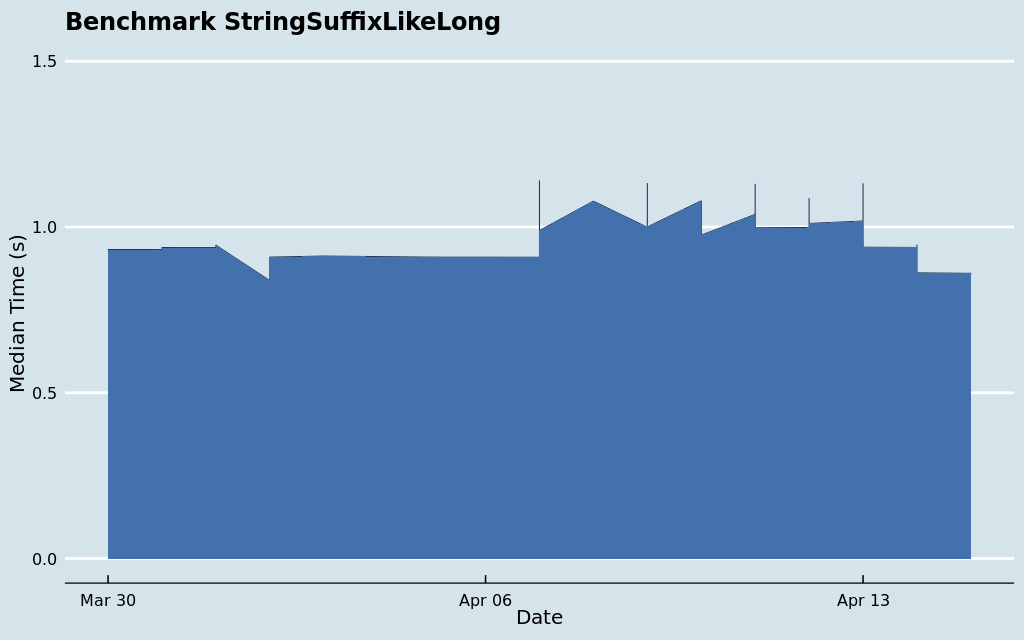 Benchmark StringSuffixLikeLong
1.5
1.0
0.5
0.0
Median Time (s)
Mar 30
Apr 06
Apr 13
Date